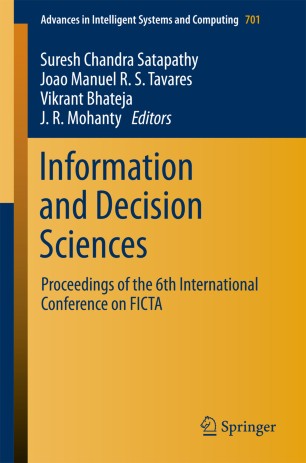 Advances in Intelligent Systems and Computing 701
Suresh Chandra Satapathy
Joao Manuel R. S. Tavares
Vikrant Bhateja
J. R. Mohanty Editors
Information
and Decision
Sciences
Proceedings of the 6th International
Conference on FICTA
Springer